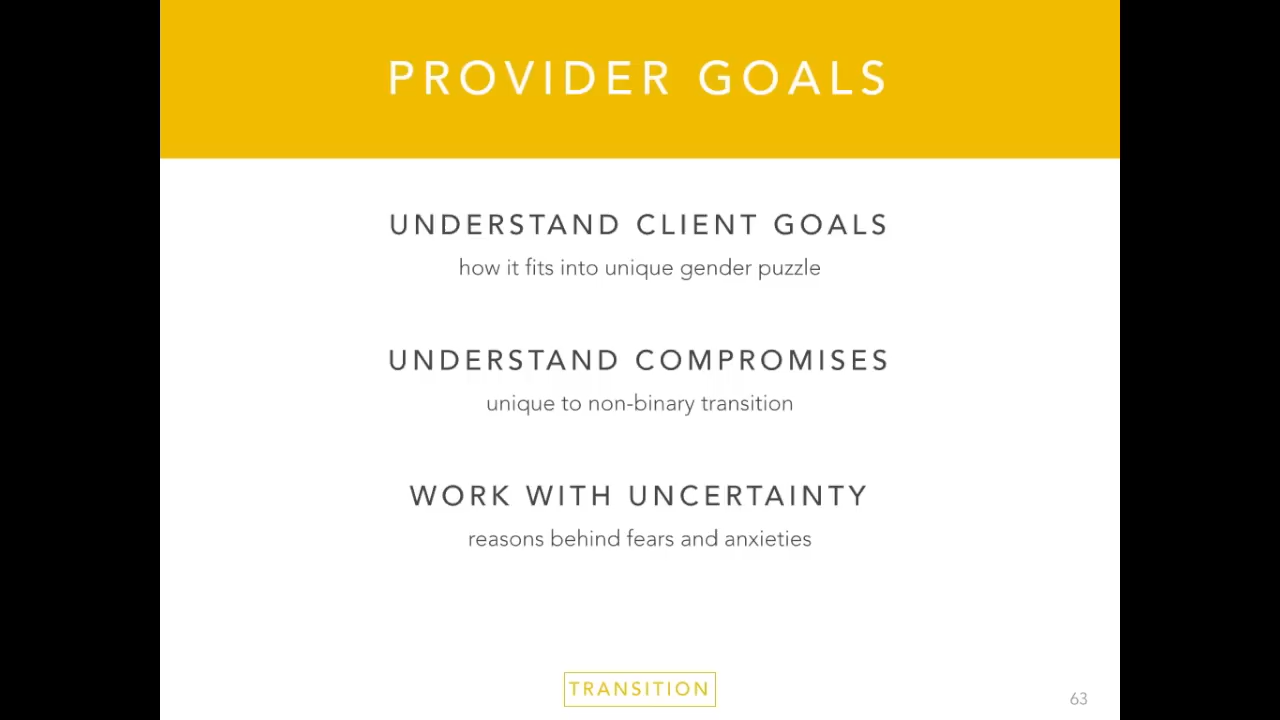 PROVIDER GOALS
UNDERSTAND CLIENT GOALS
how it fits into unique gender puzzle
UNDERSTAND COMPROMISES
unique to non-binary transition
WORK WITH UNCERTAINTY
reasons behind fears and anxieties
TRANSITION
63